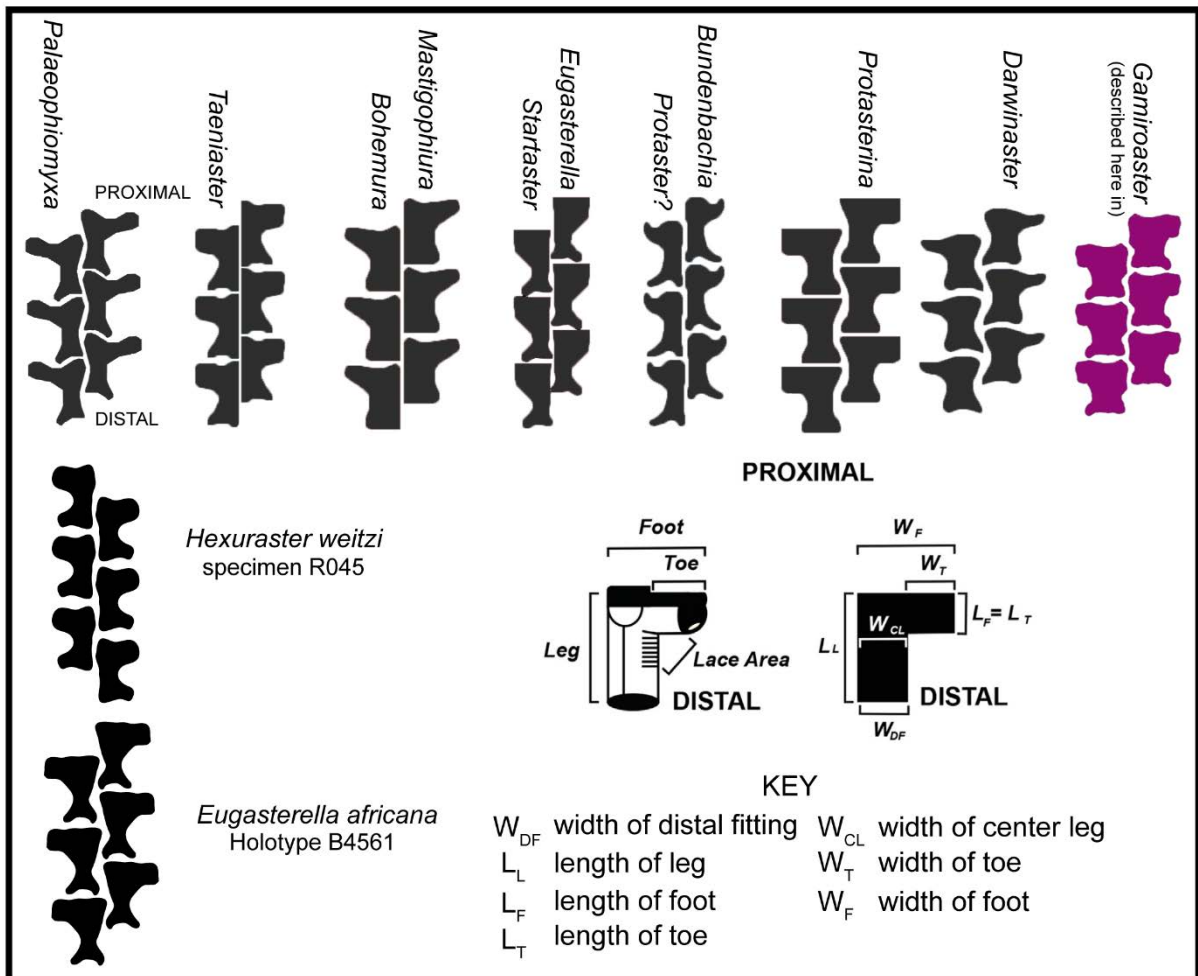 Palaeophiomyxa
Taeniaster
Bohemura
Mastigophiura
Startaster
Eugasterella
Protaster?
Bundenbachia
Protasterina
Darwinaster
Gamiroaster
(described here in)
PROXIMAL
DISTAL
PROXIMAL
Hexuraster weitzi
specimen R045
Foot
Toe
Leg
Lace Area
DISTAL
W_F
W_T
W_CL
L_F = L_T
L_L
DISTAL
W_DF
Eugasterella africana
Holotype B4561
KEY
W_DF width of distal fitting
L_L length of leg
L_F length of foot
L_T length of toe
W_CL width of center leg
W_T width of toe
W_F width of foot